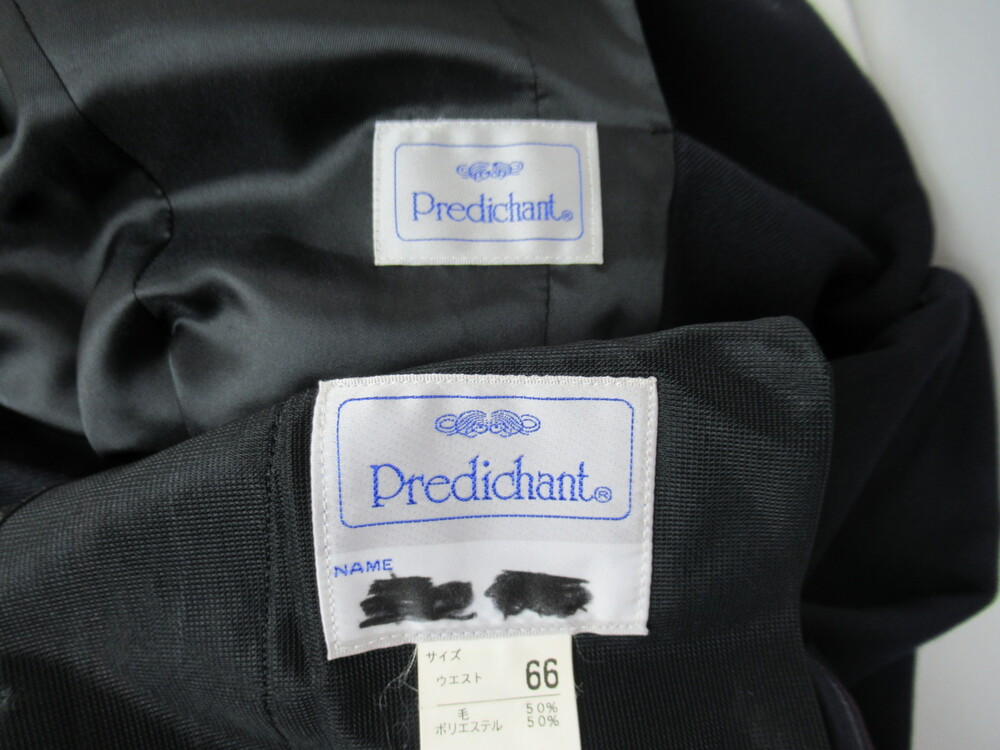 Predichant®
Predichant®
NAME
サイズ
ウエスト 66
毛 50%
ポリエステル 50%